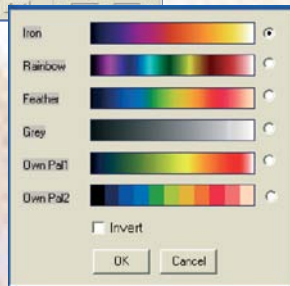 Iron
Rainbow
Feather
Grey
Own Pal1
Own Pal2
Invert
OK
Cancel